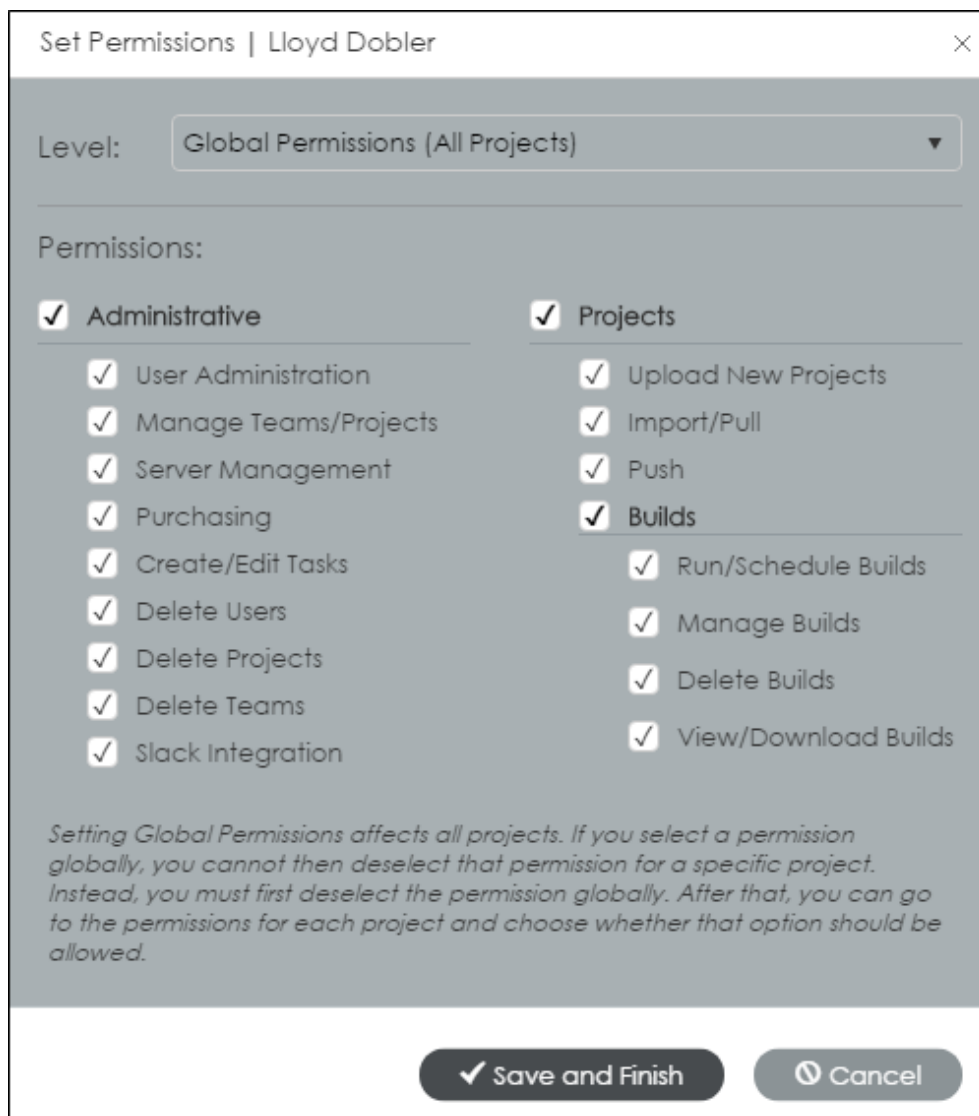 Set Permissions | Lloyd Dobler
Level:
Global Permissions (All Projects)
Permissions:
Administrative
User Administration
Manage Teams/Projects
Server Management
Purchasing
Create/Edit Tasks
Delete Users
Delete Projects
Delete Teams
Slack Integration
Projects
Upload New Projects
Import/Pull
Push
Builds
Run/Schedule Builds
Manage Builds
Delete Builds
View/Download Builds
Setting Global Permissions affects all projects. If you select a permission
globally, you cannot then deselect that permission for a specific project.
Instead, you must first deselect the permission globally. After that, you can go
to the permissions for each project and choose whether that option should be
allowed.
Save and Finish
Cancel